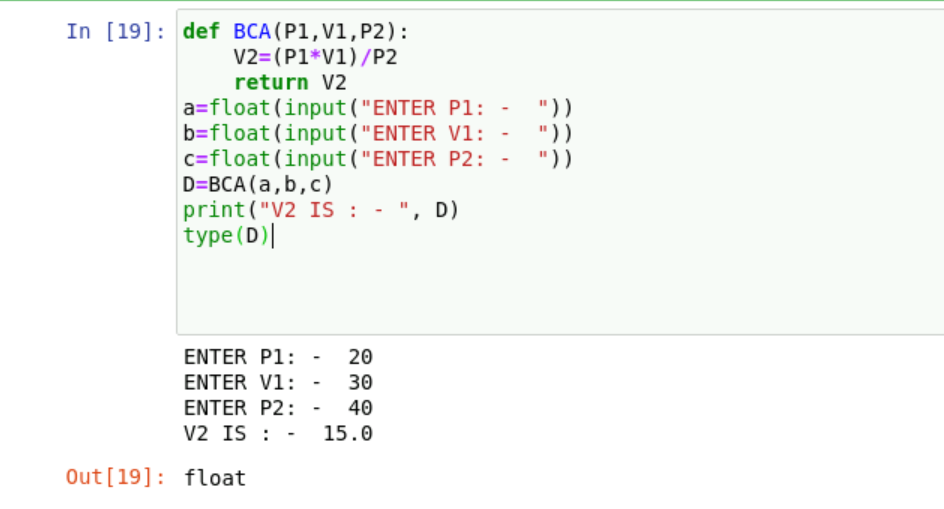 In [19]: def BCA(P1,V1,P2):
    V2=(P1*V1)/P2
    return V2
a=float(input("ENTER P1: -  "))
b=float(input("ENTER V1: -  "))
c=float(input("ENTER P2: -  "))
D=BCA(a,b,c)
print("V2 IS : - ", D)
type(D)
ENTER P1: -  20
ENTER V1: -  30
ENTER P2: -  40
V2 IS : -  15.0
Out[19]: float